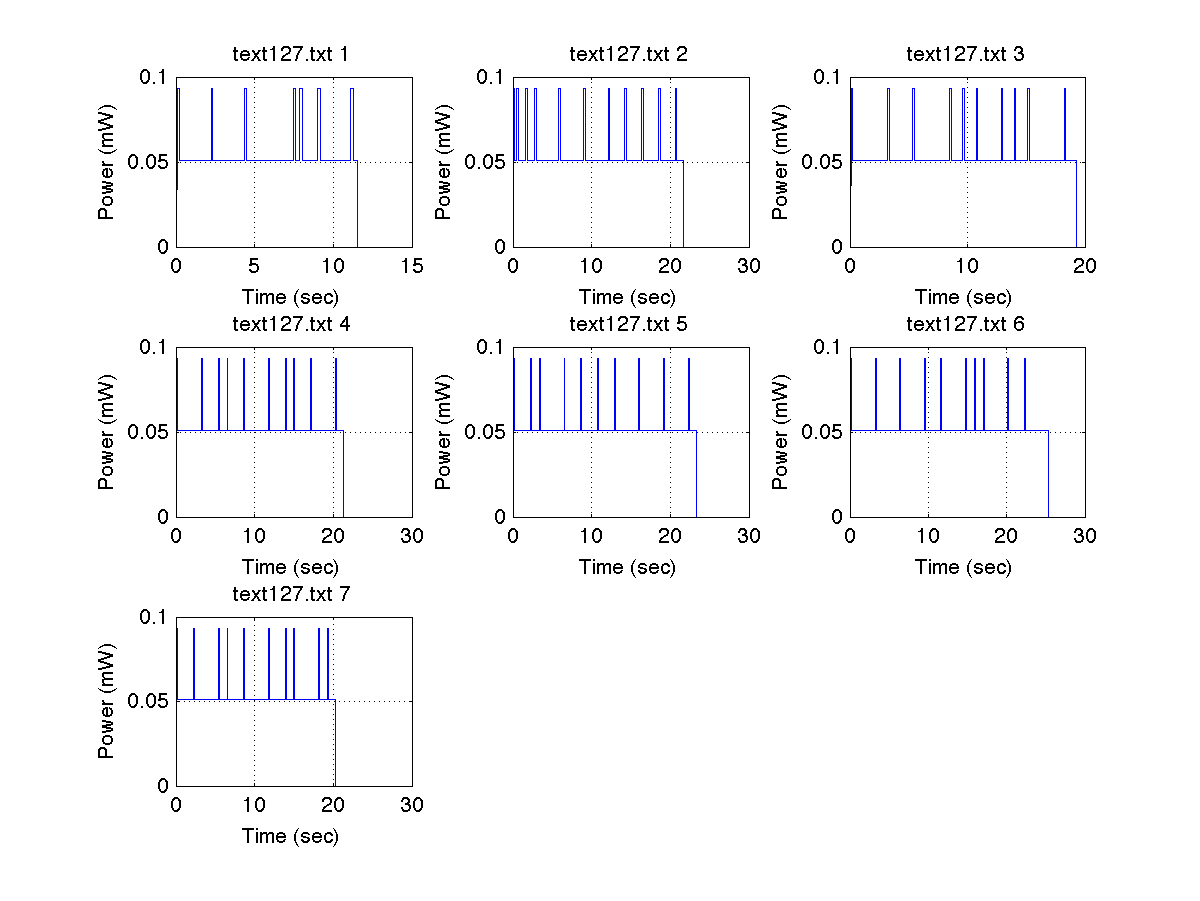 text127.txt 1
0.1
0.05
0
Power (mW)
0 5 10 15
Time (sec)
text127.txt 2
0.1
0.05
0
Power (mW)
0 10 20 30
Time (sec)
text127.txt 3
0.1
0.05
0
Power (mW)
0 10 20
Time (sec)
text127.txt 4
0.1
0.05
0
Power (mW)
0 10 20 30
Time (sec)
text127.txt 5
0.1
0.05
0
Power (mW)
0 10 20 30
Time (sec)
text127.txt 6
0.1
0.05
0
Power (mW)
0 10 20 30
Time (sec)
text127.txt 7
0.1
0.05
0
Power (mW)
0 10 20 30
Time (sec)